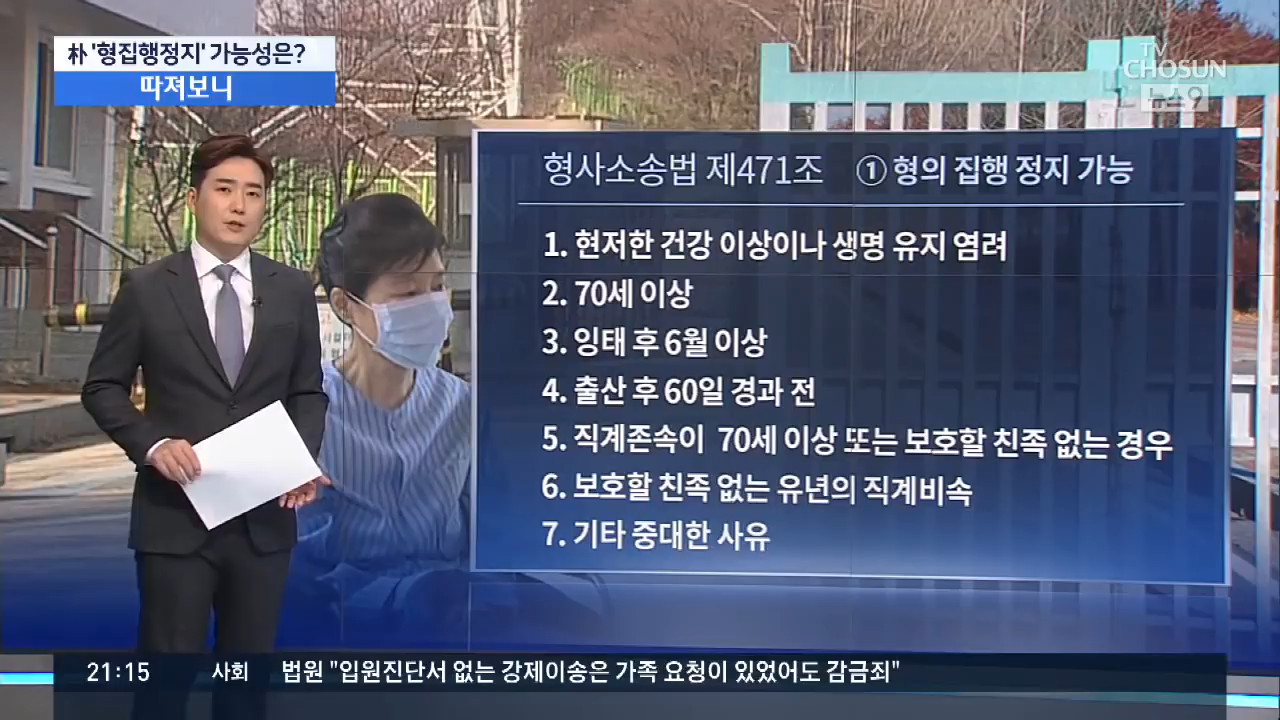 朴 '형집행정지' 가능성은?
따져보니
TV
CHOSUN
뉴스9
형사소송법 제471조 ① 형의 집행 정지 가능
1. 현저한 건강 이상이나 생명 유지 염려
2. 70세 이상
3. 잉태 후 6월 이상
4. 출산 후 60일 경과 전
5. 직계존속이 70세 이상 또는 보호할 친족 없는 경우
6. 보호할 친족 없는 유년의 직계비속
7. 기타 중대한 사유
21:15 사회 법원 "입원진단서 없는 강제이송은 가족 요청이 있었어도 감금죄"